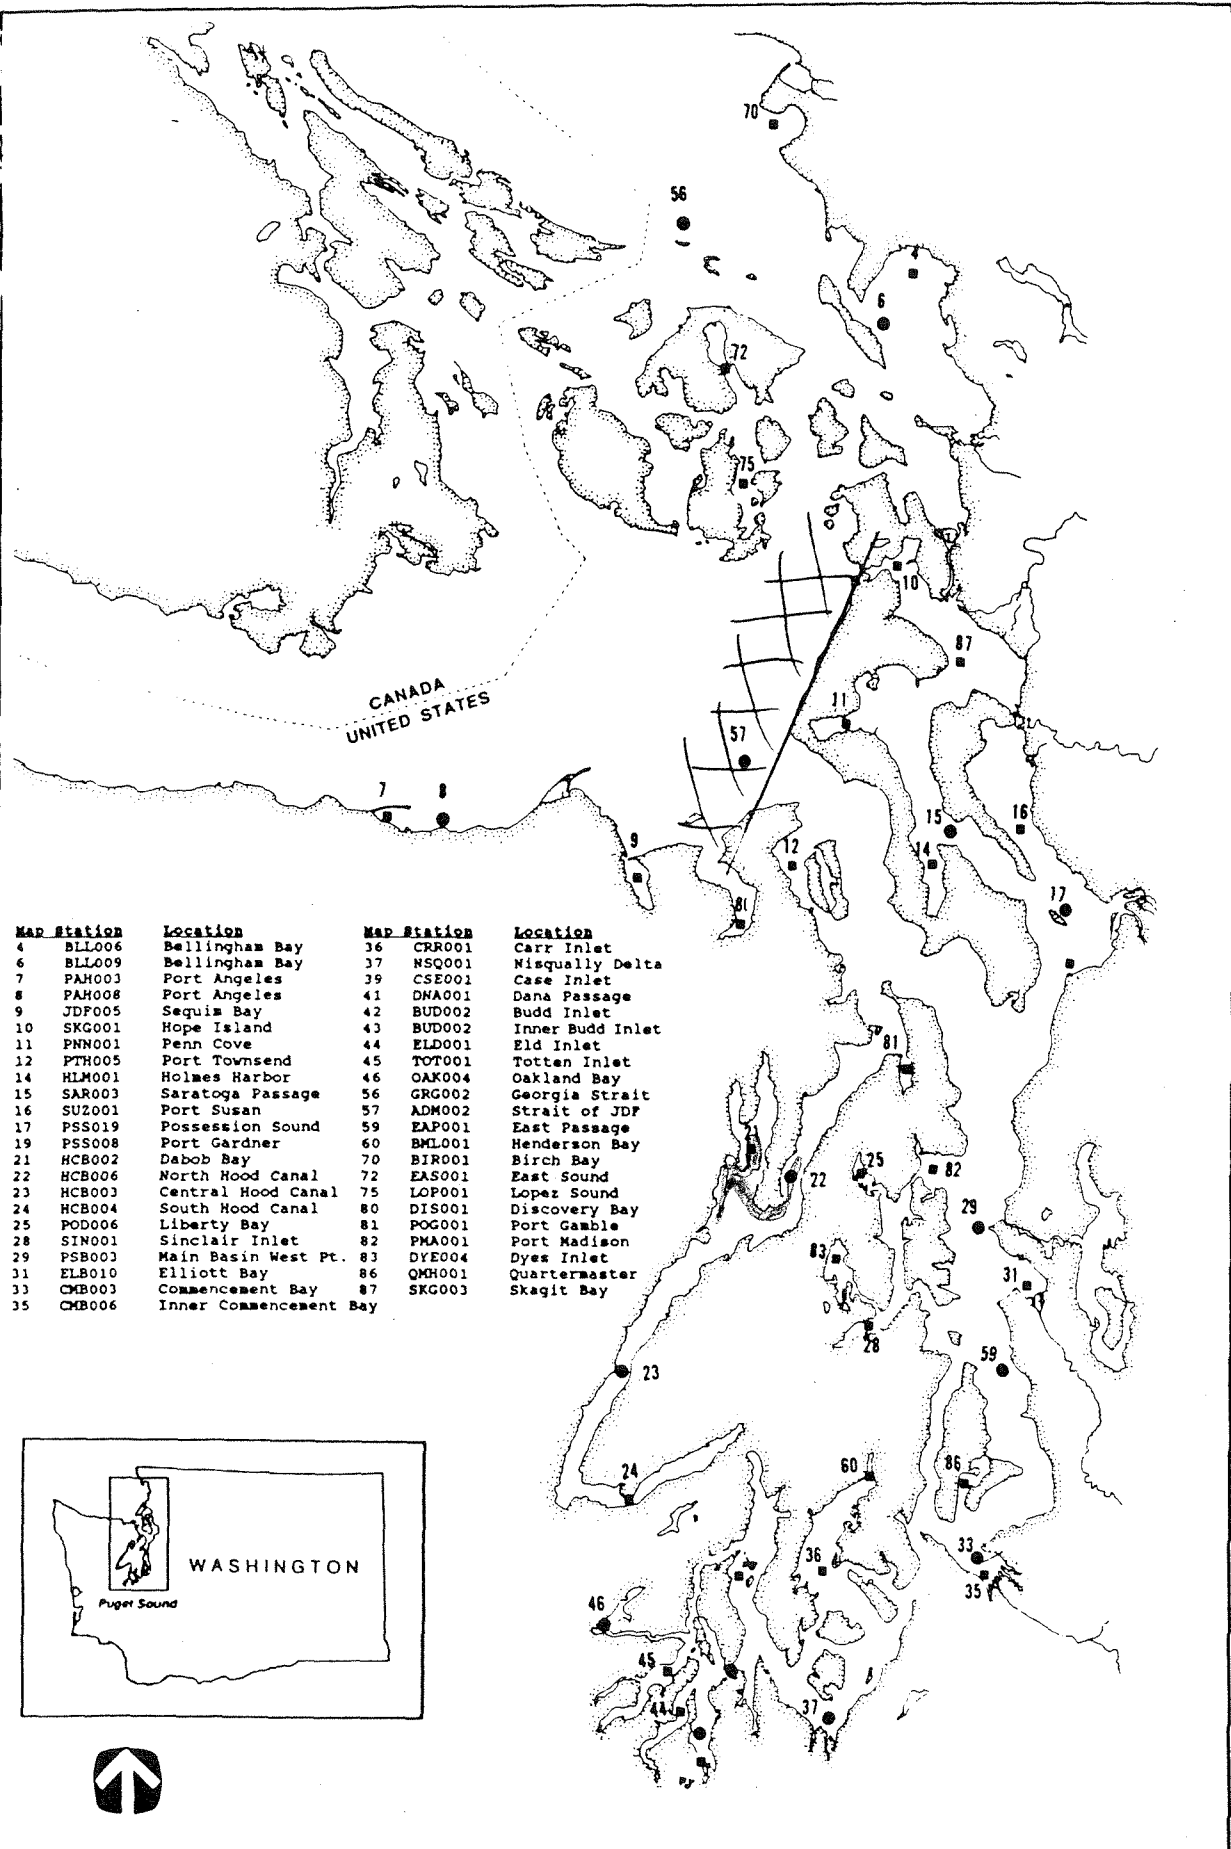 70
56
4
6
72
75
10
87
CANADA
UNITED STATES
11
57
7
8
15
16
9
12
14
17
80
Map Station Location Map Station Location
4 BLL006 Bellingham Bay 36 CRR001 Carr Inlet
6 BLL009 Bellingham Bay 37 NSQ001 Nisqually Delta
7 PAH003 Port Angeles 39 CSE001 Case Inlet
8 PAH008 Port Angeles 41 DNA001 Dana Passage
9 JDF005 Sequim Bay 42 BUD002 Budd Inlet
10 SKG001 Hope Island 43 BUD002 Inner Budd Inlet
11 PNN001 Penn Cove 44 ELD001 Eld Inlet
12 PTH005 Port Townsend 45 TOT001 Totten Inlet
14 HLM001 Holmes Harbor 46 OAK004 Oakland Bay
15 SAR003 Saratoga Passage 56 GRG002 Georgia Strait
16 SUZ001 Port Susan 57 ADM002 Strait of JDF
17 PSS019 Possession Sound 59 EAP001 East Passage
19 PSS008 Port Gardner 60 BML001 Henderson Bay
21 HCB002 Dabob Bay 70 BIR001 Birch Bay
22 HCB006 North Hood Canal 72 EAS001 East Sound
23 HCB003 Central Hood Canal 75 LOP001 Lopez Sound
24 HCB004 South Hood Canal 80 DIS001 Discovery Bay
25 POD006 Liberty Bay 81 POG001 Port Gamble
28 SIN001 Sinclair Inlet 82 PMA001 Port Madison
29 PSB003 Main Basin West Pt. 83 DYE004 Dyes Inlet
31 ELB010 Elliott Bay 86 QMH001 Quartermaster
33 CMB003 Commencement Bay 87 SKG003 Skagit Bay
35 CMB006 Inner Commencement Bay
81
21
22
25
82
29
83
31
28
59
23
60
86
24
WASHINGTON
Puget Sound
36
33
35
46
45
44
37